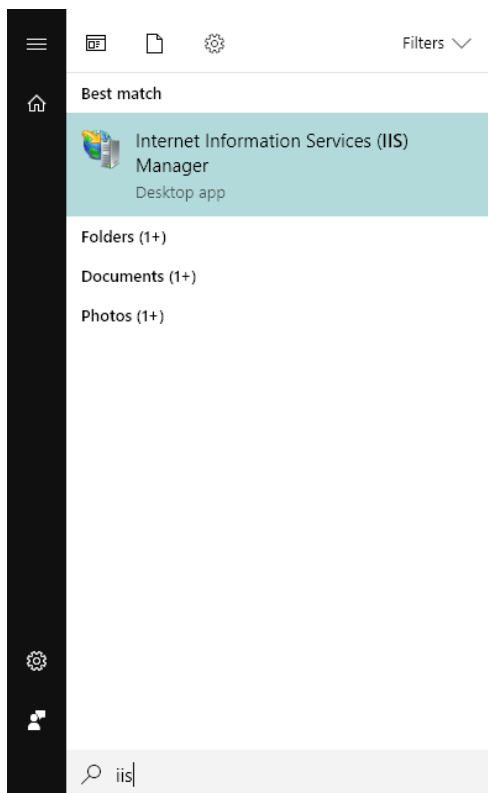 Filters
Best match
Internet Information Services (IIS)
Manager
Desktop app
Folders (1+)
Documents (1+)
Photos (1+)
iis